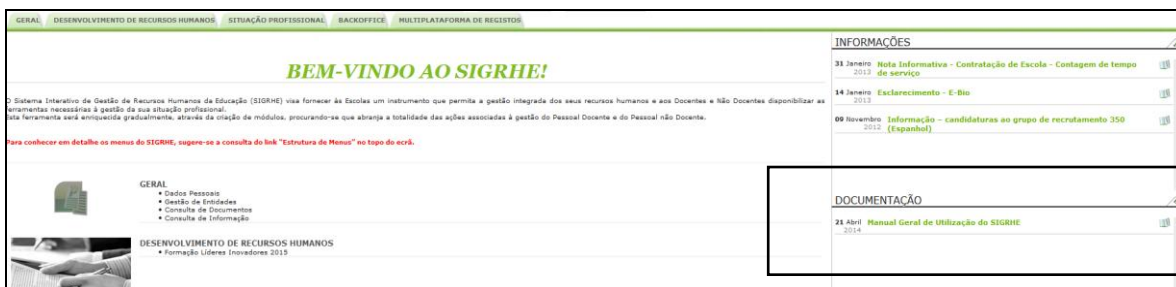 GERAL DESENVOLVIMENTO DE RECURSOS HUMANOS SITUAÇÃO PROFISSIONAL BACKOFFICE MULTIPLATAFORMA DE REGISTOS
BEM-VINDO AO SIGRHE!
O Sistema Interativo de Gestão de Recursos Humanos da Educação (SIGRHE) visa fornecer às Escolas um instrumento que permita a gestão integrada dos seus recursos humanos e aos Docentes e Não Docentes disponibilizar as
ferramentas necessárias à gestão da sua situação profissional.
Esta ferramenta será enriquecida gradualmente, através da criação de módulos, procurando-se que abranja a totalidade das ações associadas à gestão do Pessoal Docente e do Pessoal não Docente.
Para conhecer em detalhe os menus do SIGRHE, sugere-se a consulta do link "Estrutura de Menus" no topo do ecrã.
GERAL
• Dados Pessoais
• Gestão de Entidades
• Consulta de Documentos
• Consulta de Informação
DESENVOLVIMENTO DE RECURSOS HUMANOS
• Formação Líderes Inovadores 2015
INFORMAÇÕES
31 Janeiro Nota Informativa - Contratação de Escola - Contagem de tempo
2013 de serviço
14 Janeiro Esclarecimento - E-Bio
2013
09 Novembro Informação – candidaturas ao grupo de recrutamento 350
2012 (Espanhol)
DOCUMENTAÇÃO
21 Abril Manual Geral de Utilização do SIGRHE
2014